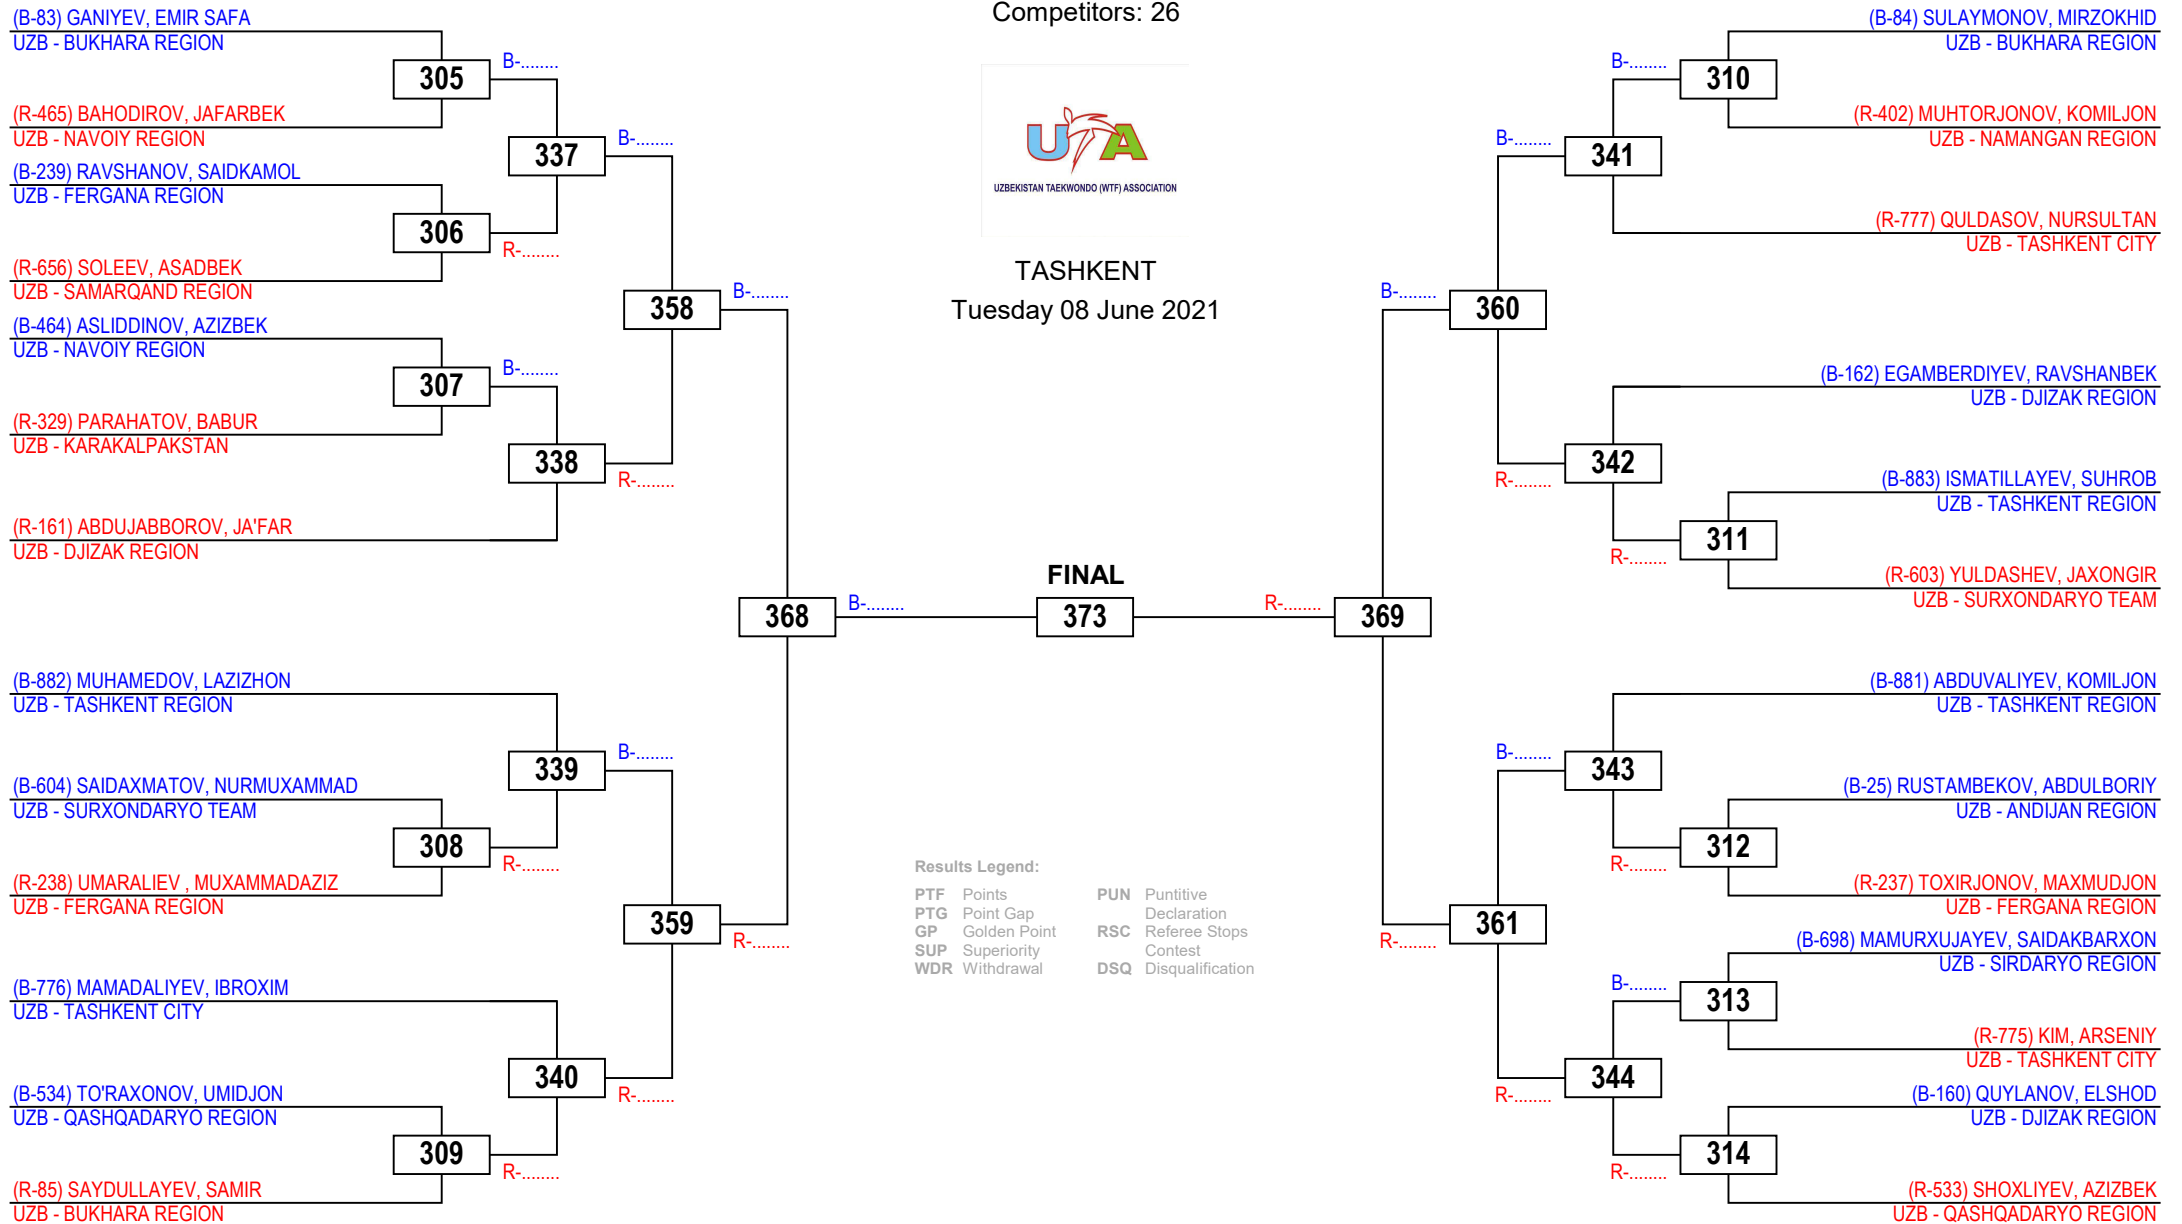 (B-83) GANIYEV, EMIR SAFA
UZB - BUKHARA REGION
305
(R-465) BAHODIROV, JAFARBEK
UZB - NAVOIY REGION
B-........
337
(B-239) RAVSHANOV, SAIDKAMOL
UZB - FERGANA REGION
306
(R-656) SOLEEV, ASADBEK
UZB - SAMARQAND REGION
R-........
B-........
358
(B-464) ASLIDDINOV, AZIZBEK
UZB - NAVOIY REGION
307
(R-329) PARAHATOV, BABUR
UZB - KARAKALPAKSTAN
B-........
338
(R-161) ABDUJABBOROV, JA'FAR
UZB - DJIZAK REGION
R-........
B-........
368
(B-882) MUHAMEDOV, LAZIZHON
UZB - TASHKENT REGION
339
(B-604) SAIDAXMATOV, NURMUXAMMAD
UZB - SURXONDARYO TEAM
308
(R-238) UMARALIEV , MUXAMMADAZIZ
UZB - FERGANA REGION
R-........
B-........
359
(B-776) MAMADALIYEV, IBROXIM
UZB - TASHKENT CITY
340
(B-534) TO'RAXONOV, UMIDJON
UZB - QASHQADARYO REGION
309
(R-85) SAYDULLAYEV, SAMIR
UZB - BUKHARA REGION
R-........
R-........
R-........
Competitors: 26
UTA
UZBEKISTAN TAEKWONDO (WTF) ASSOCIATION
TASHKENT
Tuesday 08 June 2021
FINAL
B-........
373
R-........
Results Legend:
PTF Points
PTG Point Gap
GP Golden Point
SUP Superiority
WDR Withdrawal
PUN Puntitive
Declaration
RSC Referee Stops
Contest
DSQ Disqualification
(B-84) SULAYMONOV, MIRZOKHID
UZB - BUKHARA REGION
310
(R-402) MUHTORJONOV, KOMILJON
UZB - NAMANGAN REGION
B-........
341
(R-777) QULDASOV, NURSULTAN
UZB - TASHKENT CITY
B-........
360
(B-162) EGAMBERDIYEV, RAVSHANBEK
UZB - DJIZAK REGION
342
(B-883) ISMATILLAYEV, SUHROB
UZB - TASHKENT REGION
311
(R-603) YULDASHEV, JAXONGIR
UZB - SURXONDARYO TEAM
R-........
R-........
B-........
369
(B-881) ABDUVALIYEV, KOMILJON
UZB - TASHKENT REGION
343
(B-25) RUSTAMBEKOV, ABDULBORIY
UZB - ANDIJAN REGION
312
(R-237) TOXIRJONOV, MAXMUDJON
UZB - FERGANA REGION
R-........
B-........
361
(B-698) MAMURXUJAYEV, SAIDAKBARXON
UZB - SIRDARYO REGION
313
(R-775) KIM, ARSENIY
UZB - TASHKENT CITY
B-........
344
(B-160) QUYLANOV, ELSHOD
UZB - DJIZAK REGION
314
(R-533) SHOXLIYEV, AZIZBEK
UZB - QASHQADARYO REGION
R-........
R-........
R-........